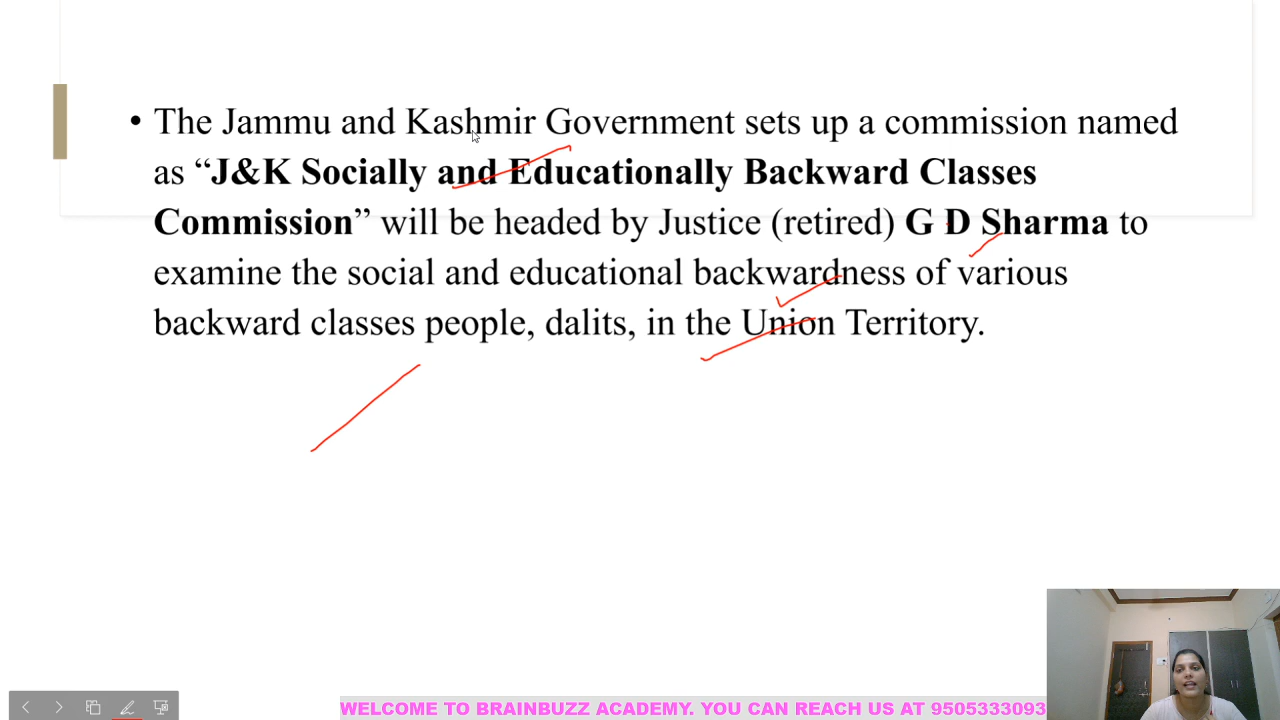 • The Jammu and Kashmir Government sets up a commission named
as “J&K Socially and Educationally Backward Classes
Commission” will be headed by Justice (retired) G D Sharma to
examine the social and educational backwardness of various
backward classes people, dalits, in the Union Territory.
WELCOME TO BRAINBUZZ ACADEMY. YOU CAN REACH US AT 9505333093